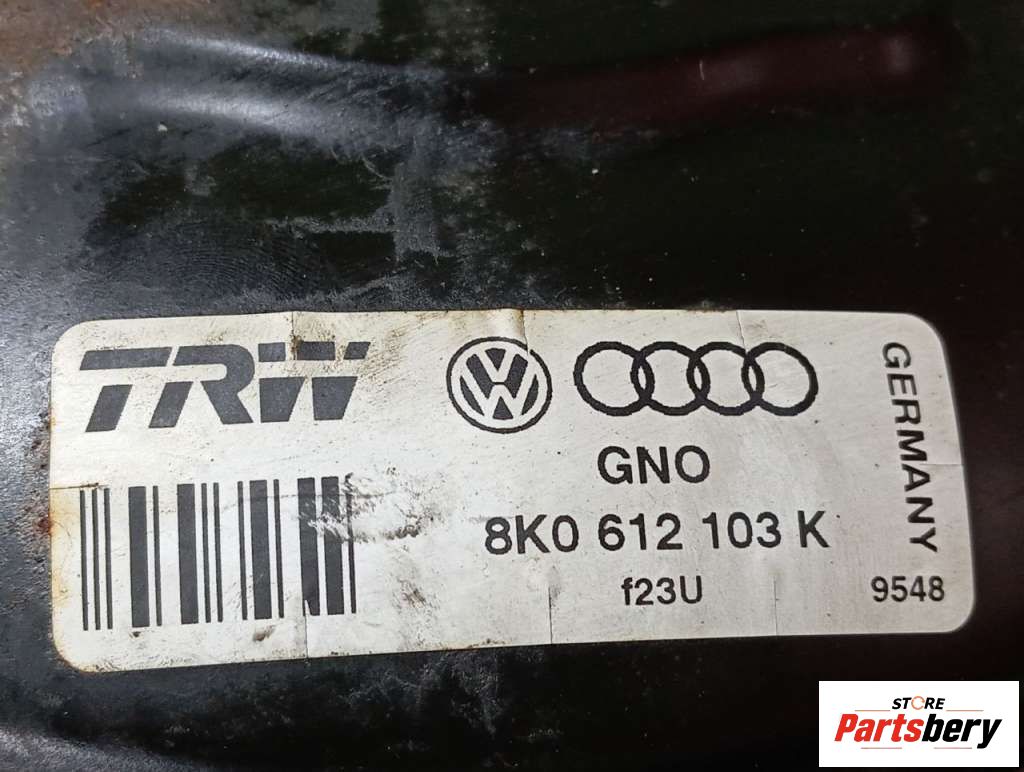 TRW
GNO
8K0 612 103 K
f23U
GERMANY
9548
STORE
Partsbery